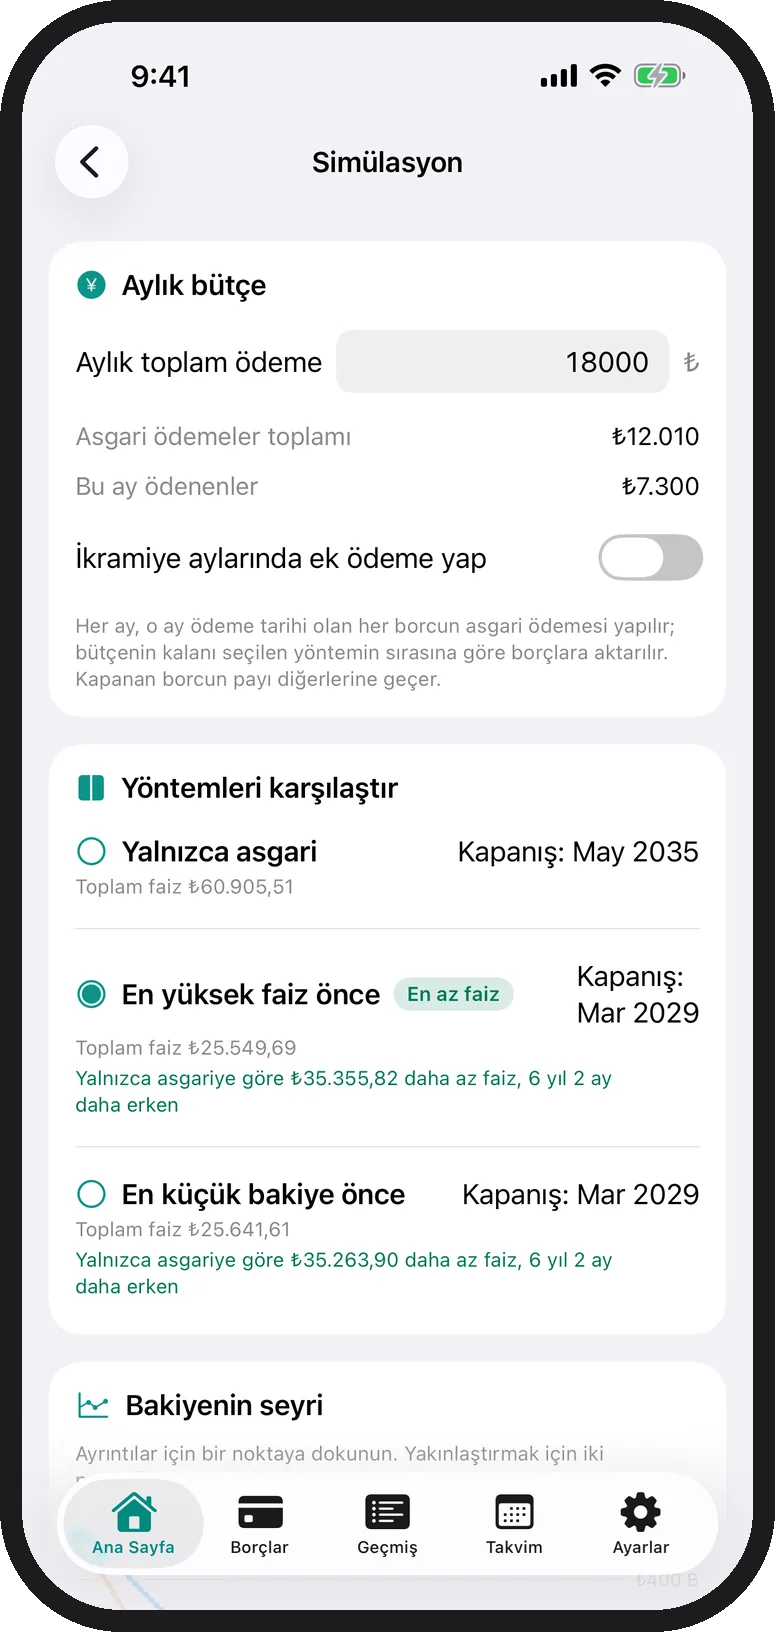 9:41
Simülasyon
¥ Aylık bütçe
Aylık toplam ödeme 18000 ₺
Asgari ödemeler toplamı ₺12.010
Bu ay ödenenler ₺7.300
İkramiye aylarında ek ödeme yap
Her ay, o ay ödeme tarihi olan her borcun asgari ödemesi yapılır;
bütçenin kalanı seçilen yöntemin sırasına göre borçlara aktarılır.
Kapanan borcun payı diğerlerine geçer.
Yöntemleri karşılaştır
Yalnızca asgari Kapanış: May 2035
Toplam faiz ₺60.905,51
En yüksek faiz önce En az faiz Kapanış:
Mar 2029
Toplam faiz ₺25.549,69
Yalnızca asgariye göre ₺35.355,82 daha az faiz, 6 yıl 2 ay
daha erken
En küçük bakiye önce Kapanış: Mar 2029
Toplam faiz ₺25.641,61
Yalnızca asgariye göre ₺35.263,90 daha az faiz, 6 yıl 2 ay
daha erken
Bakiyenin seyri
Ayrıntılar için bir noktaya dokunun. Yakınlaştırmak için iki
Ana Sayfa Borçlar Geçmiş Takvim Ayarlar
₺400 B